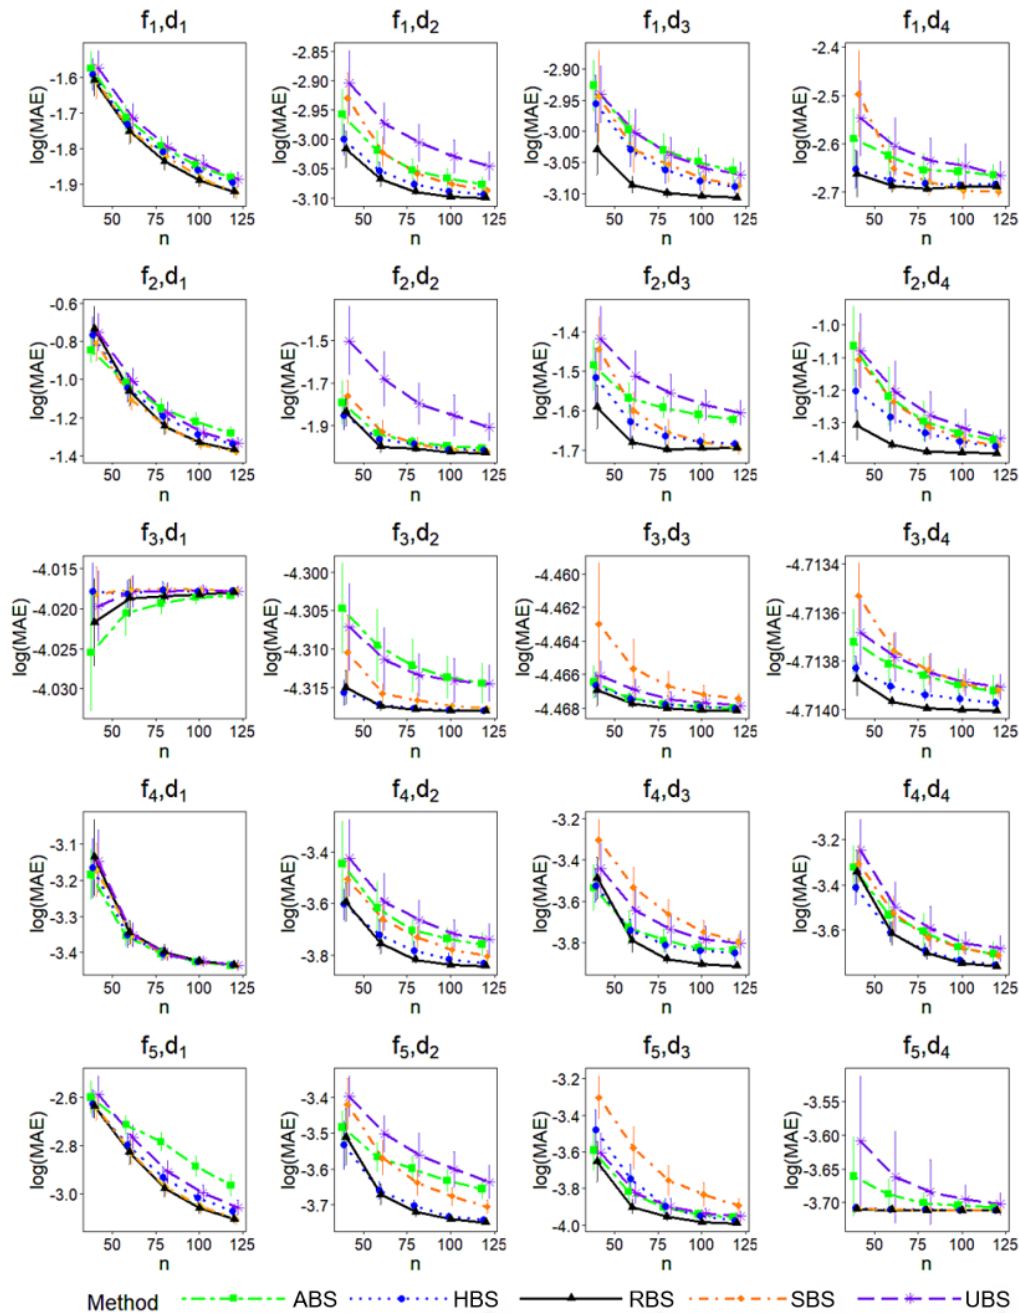 f1,d1 f1,d2 f1,d3 f1,d4
log(MAE) -1.6 -1.7 -1.8 -1.9
log(MAE) -2.85 -2.90 -2.95 -3.00 -3.05 -3.10
log(MAE) -2.90 -2.95 -3.00 -3.05 -3.10
log(MAE) -2.4 -2.5 -2.6 -2.7
50 75 100 125 50 75 100 125 50 75 100 125 50 75 100 125
n n n n
f2,d1 f2,d2 f2,d3 f2,d4
log(MAE) -0.6 -0.8 -1.0 -1.2 -1.4
log(MAE) -1.5 -1.7 -1.9
log(MAE) -1.4 -1.5 -1.6 -1.7
log(MAE) -1.0 -1.1 -1.2 -1.3 -1.4
50 75 100 125 50 75 100 125 50 75 100 125 50 75 100 125
n n n n
f3,d1 f3,d2 f3,d3 f3,d4
log(MAE) -4.015 -4.020 -4.025 -4.030
log(MAE) -4.300 -4.305 -4.310 -4.315
log(MAE) -4.460 -4.462 -4.464 -4.466 -4.468
log(MAE) -4.7134 -4.7136 -4.7138 -4.7140
50 75 100 125 50 75 100 125 50 75 100 125 50 75 100 125
n n n n
f4,d1 f4,d2 f4,d3 f4,d4
log(MAE) -3.1 -3.2 -3.3 -3.4
log(MAE) -3.4 -3.6 -3.8
log(MAE) -3.2 -3.4 -3.6 -3.8
log(MAE) -3.2 -3.4 -3.6
50 75 100 125 50 75 100 125 50 75 100 125 50 75 100 125
n n n n
f5,d1 f5,d2 f5,d3 f5,d4
log(MAE) -2.6 -2.8 -3.0
log(MAE) -3.4 -3.5 -3.6 -3.7
log(MAE) -3.2 -3.4 -3.6 -3.8 -4.0
log(MAE) -3.55 -3.60 -3.65 -3.70
50 75 100 125 50 75 100 125 50 75 100 125 50 75 100 125
n n n n
Method ABS HBS RBS SBS UBS